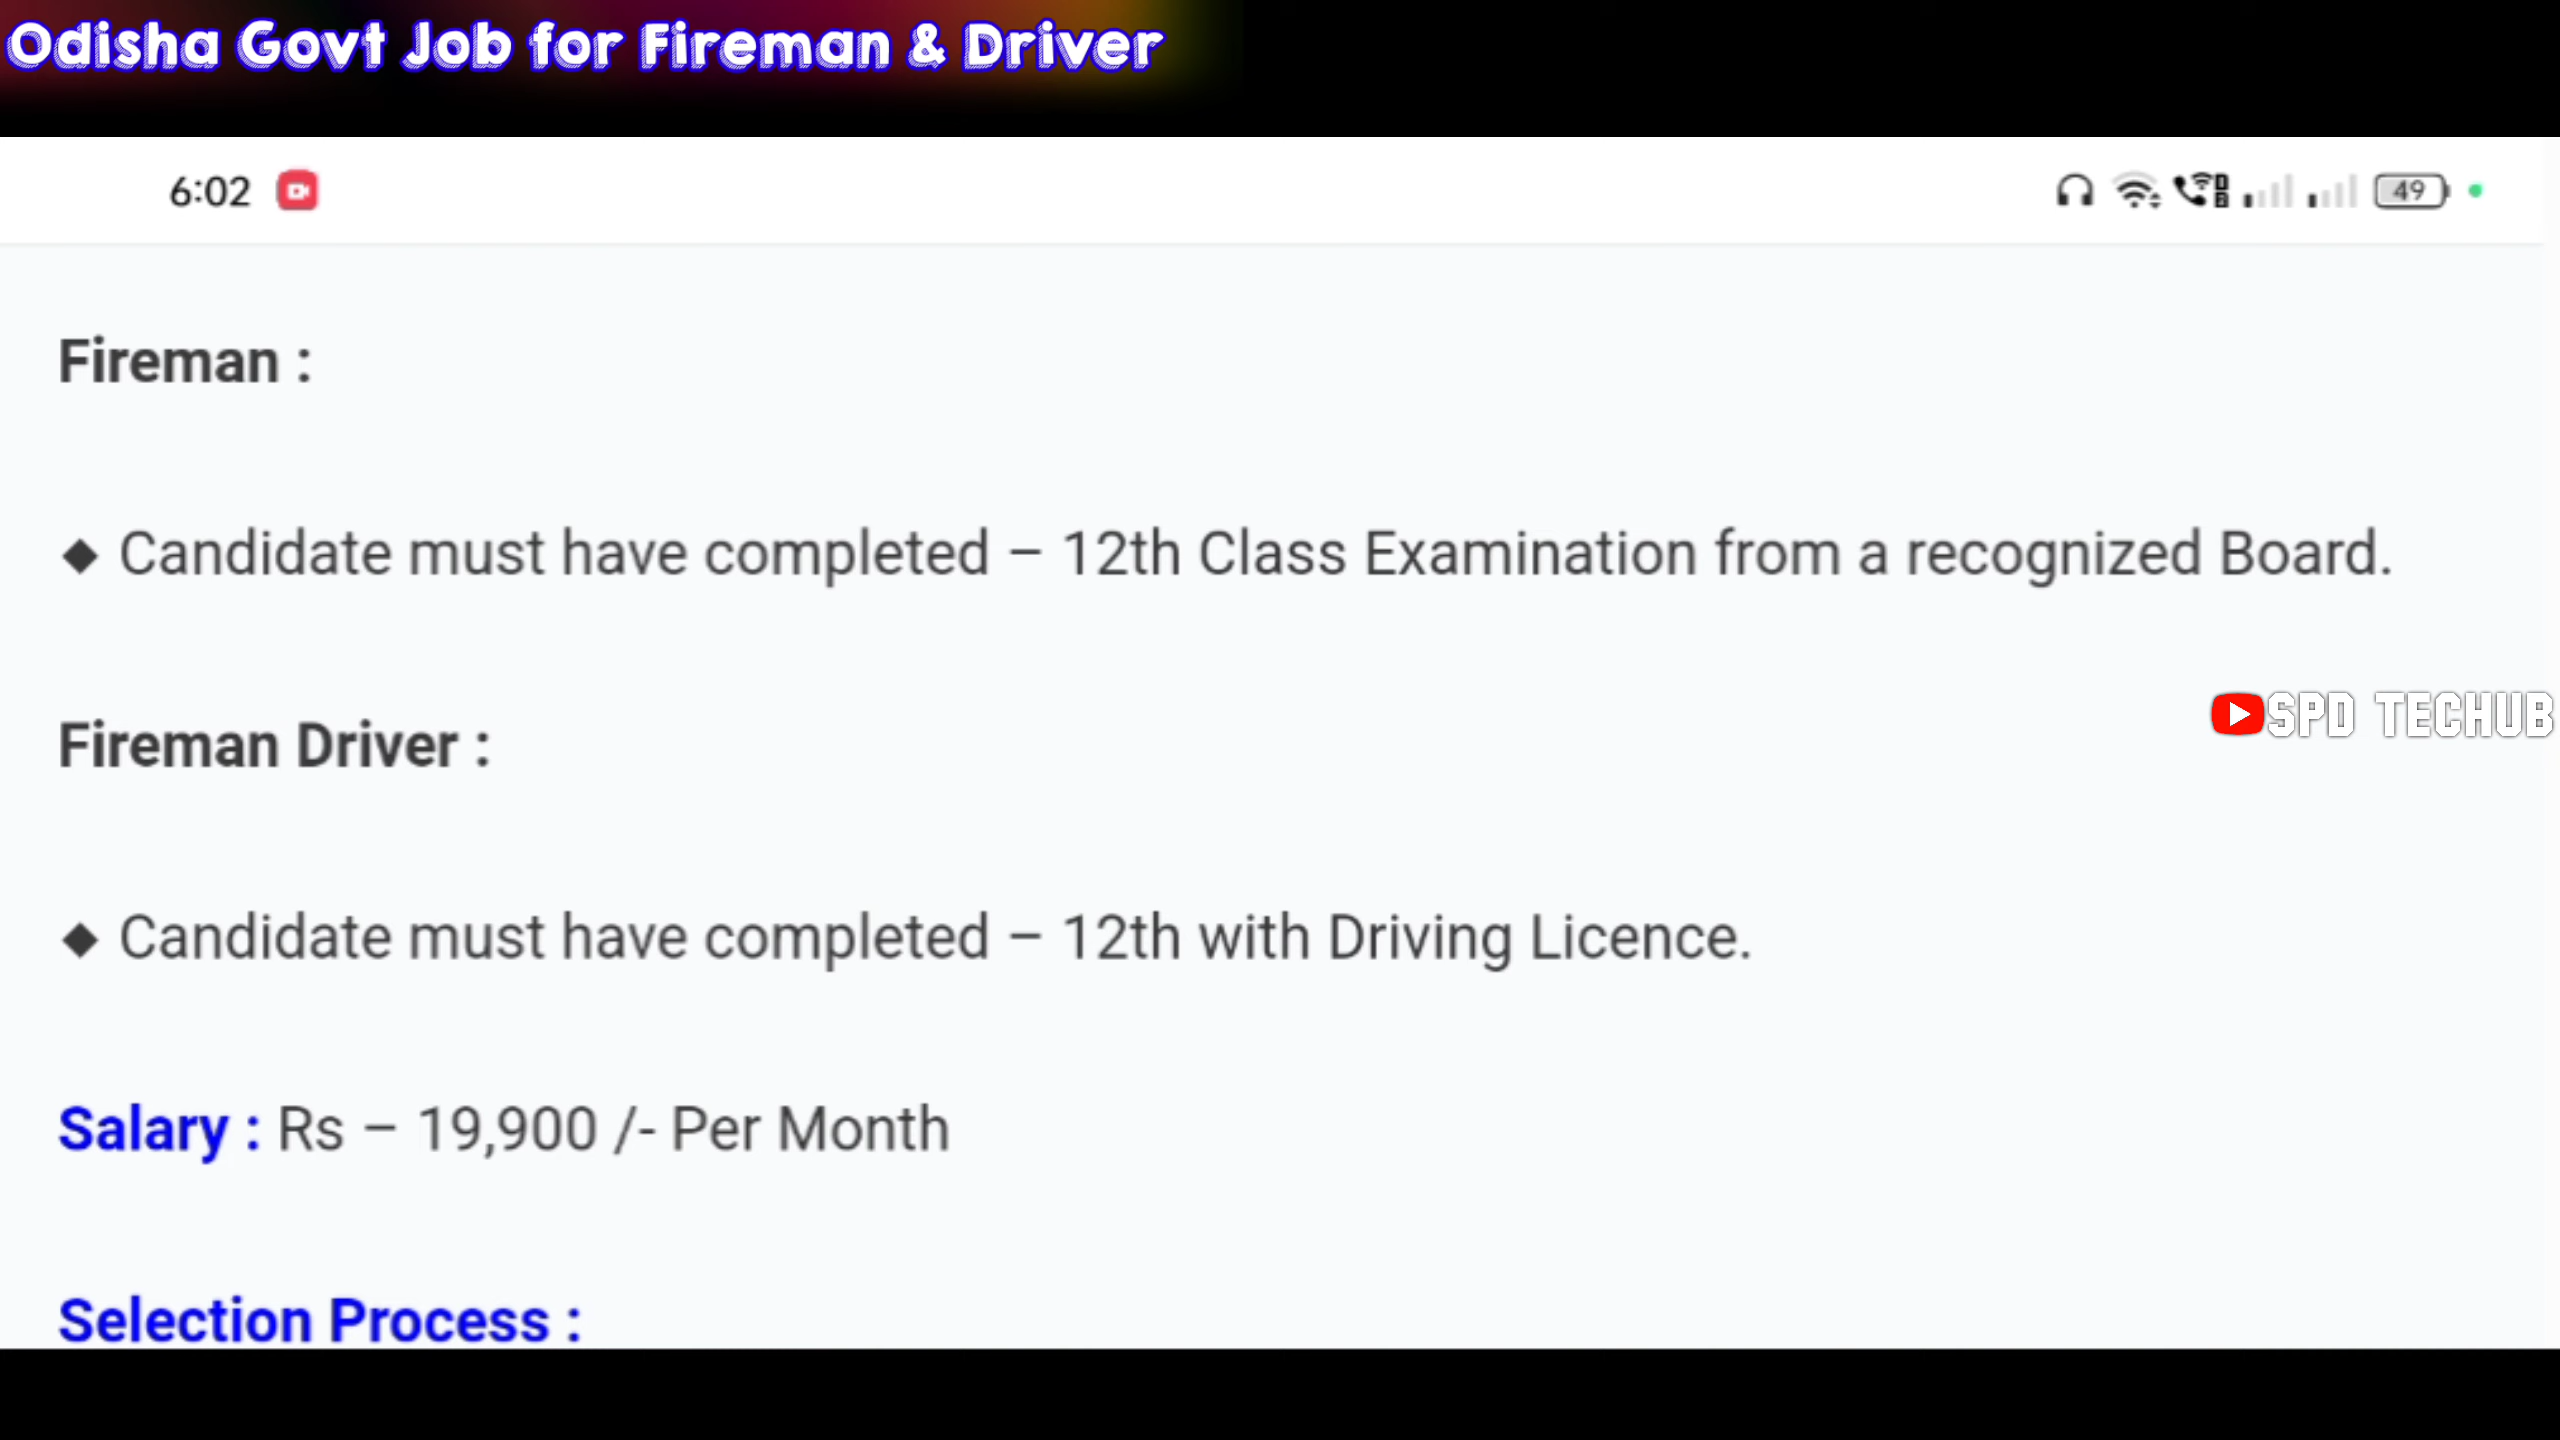 Odisha Govt Job for Fireman & Driver
6:02
49
Fireman :
◆ Candidate must have completed – 12th Class Examination from a recognized Board.
SPD TECHUB
Fireman Driver :
◆ Candidate must have completed – 12th with Driving Licence.
Salary : Rs – 19,900 /- Per Month
Selection Process :